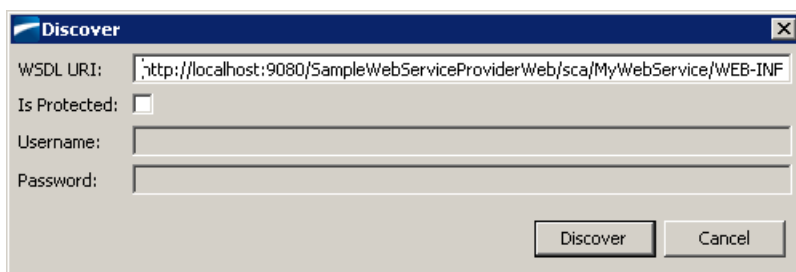 Discover
WSDL URI: http://localhost:9080/SampleWebServiceProviderWeb/sca/MyWebService/WEB-INF
Is Protected:
Username:
Password:
Discover Cancel